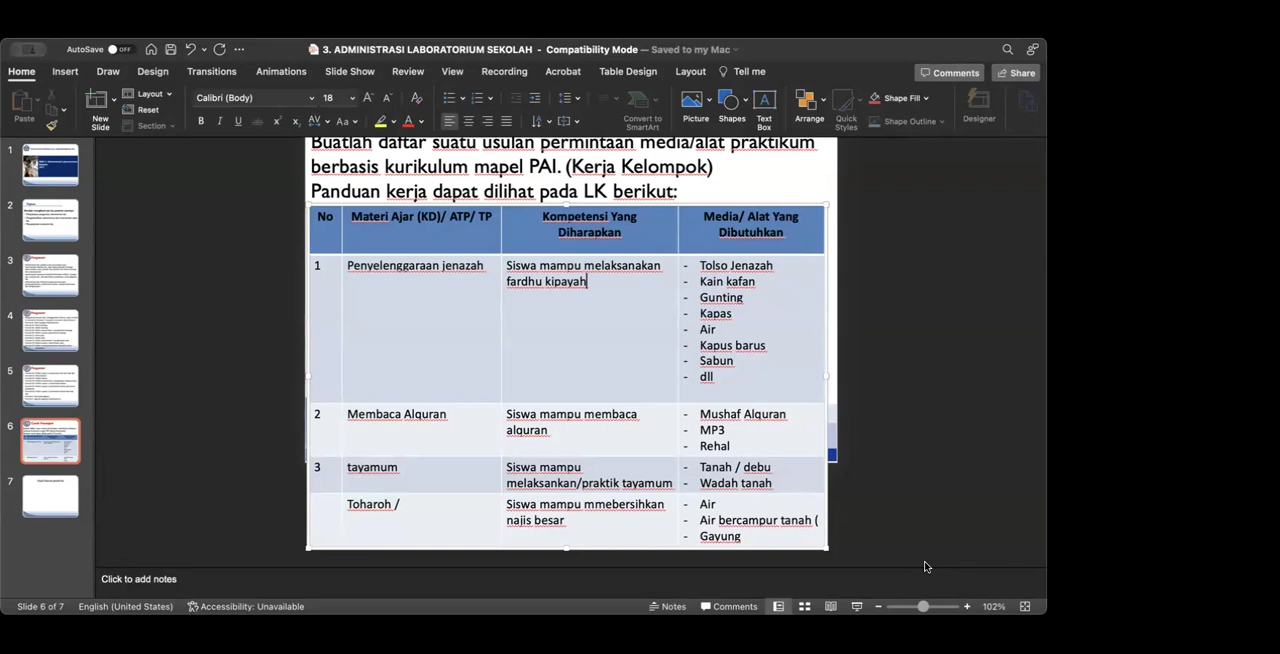 AutoSave OFF
3. ADMINISTRASI LABORATORIUM SEKOLAH - Compatibility Mode — Saved to my Mac
Home Insert Draw Design Transitions Animations Slide Show Review View Recording Acrobat Table Design Layout Tell me Comments Share
Paste
New Slide
Layout
Reset
Section
Calibri (Body) 18
Convert to SmartArt
Picture
Shapes
Text Box
Arrange
Quick Styles
Shape Fill
Shape Outline
Designer
Buatlah daftar suatu usulan permintaan media/alat praktikum
berbasis kurikulum mapel PAI. (Kerja Kelompok)
Panduan kerja dapat dilihat pada LK berikut:
No Materi Ajar (KD)/ ATP/ TP Kompetensi Yang Diharapkan Media/ Alat Yang Dibutuhkan
1 Penyelenggaraan jenazah
Siswa mampu melaksanakan
fardhu kipayah
- Tolso Jenazah
- Kain kafan
- Gunting
- Kapas
- Air
- Kapus barus
- Sabun
- dll
2 Membaca Alquran
Siswa mampu membaca
alquran
- Mushaf Alquran
- MP3
- Rehal
3 tayamum
Siswa mampu
melaksankan/praktik tayamum
- Tanah / debu
- Wadah tanah
Toharoh /
Siswa mampu mmebersihkan
najis besar
- Air
- Air bercampur tanah (
- Gayung
1
2
3
4
5
6
7
Click to add notes
Slide 6 of 7 English (United States) Accessibility: Unavailable Notes Comments 102%